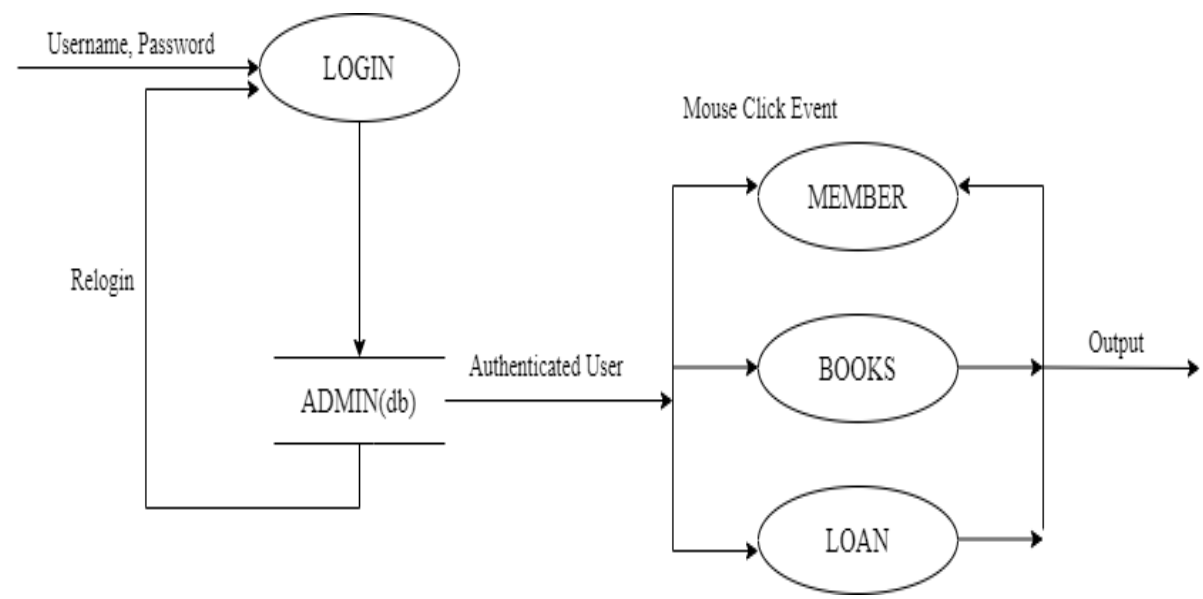 Username, Password
LOGIN
Mouse Click Event
MEMBER
Relogin
Authenticated User
BOOKS
Output
ADMIN(db)
LOAN